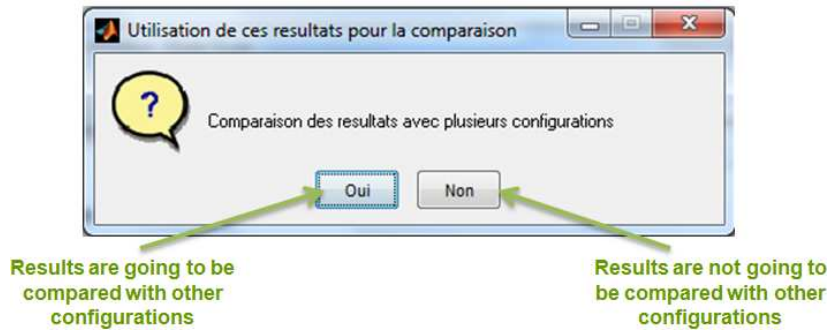 Utilisation de ces resultats pour la comparaison
?
Comparaison des resultats avec plusieurs configurations
Oui
Non
Results are going to be
compared with other
configurations
Results are not going to
be compared with other
configurations